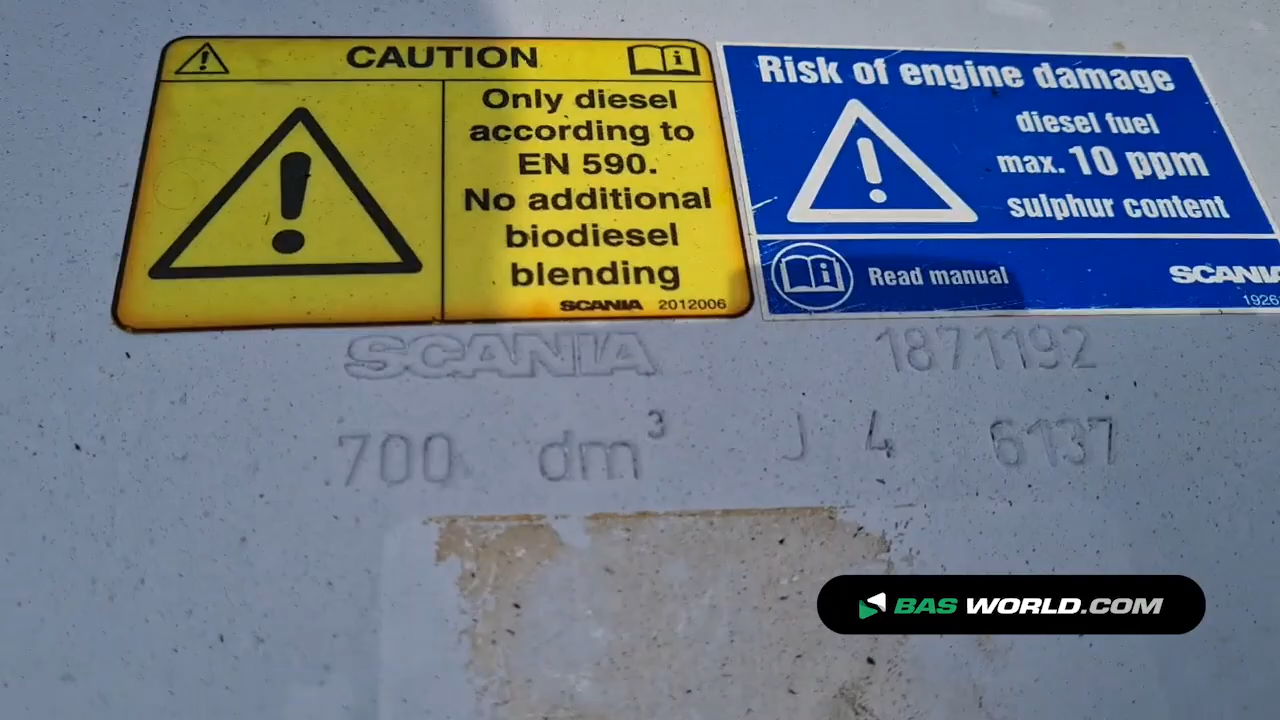 CAUTION
Only diesel
according to
EN 590.
No additional
biodiesel
blending
SCANIA 2012006
Risk of engine damage
diesel fuel
max. 10 ppm
sulphur content
Read manual
SCANIA
1926
SCANIA 1871192
700 dm³ J 4 6137
BAS WORLD.COM